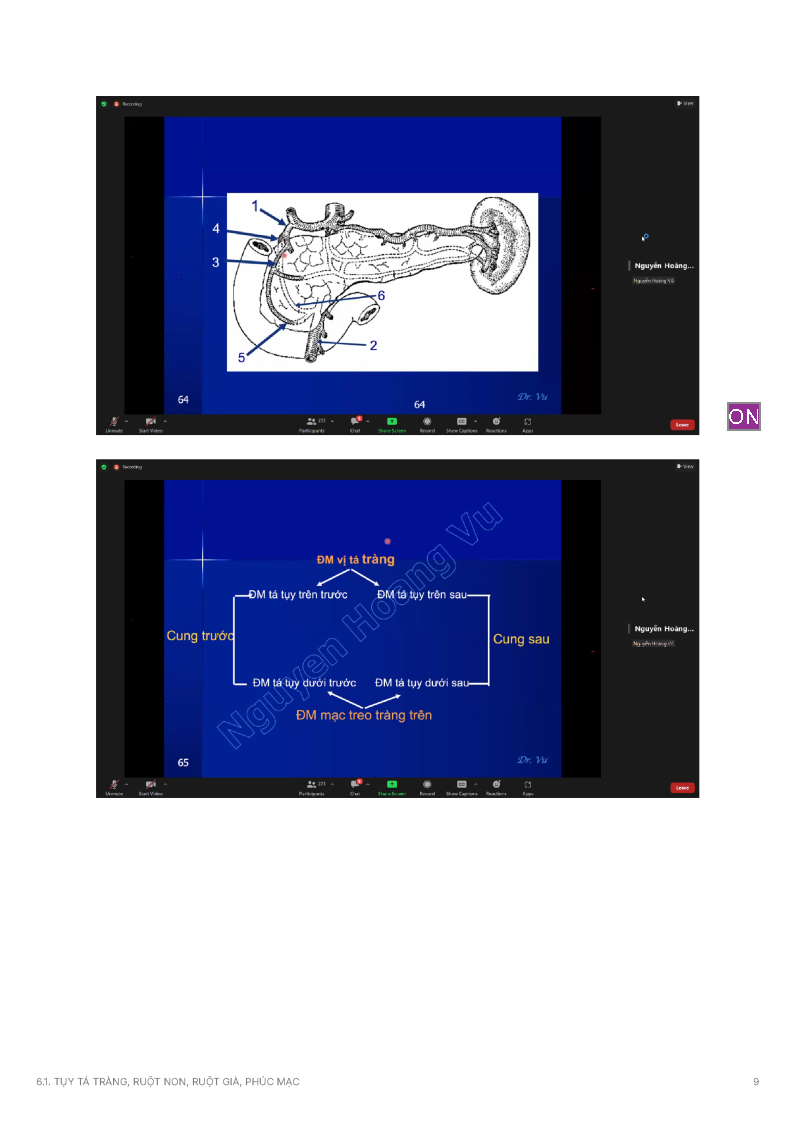 Recording
View
1
4
3
6
5
2
Nguyễn Hoàng...
Nguyễn Hoàng Vũ
64
64
Dr. Vu
Unmute
Start Video
Participants
277
Chat
Share Screen
Record
Show Captions
Reactions
Apps
Leave
ON
Recording
View
Nguyen Hoang Vu
ĐM vị tá tràng
ĐM tá tụy trên trước
ĐM tá tụy trên sau
Cung trước
Cung sau
ĐM tá tụy dưới trước
ĐM tá tụy dưới sau
ĐM mạc treo tràng trên
Nguyễn Hoàng...
Nguyễn Hoàng Vũ
65
Dr. Vu
Unmute
Start Video
Participants
277
Chat
Share Screen
Record
Show Captions
Reactions
Apps
Leave
6.1. TỤY TÁ TRÀNG, RUỘT NON, RUỘT GIÀ, PHÚC MẠC
9